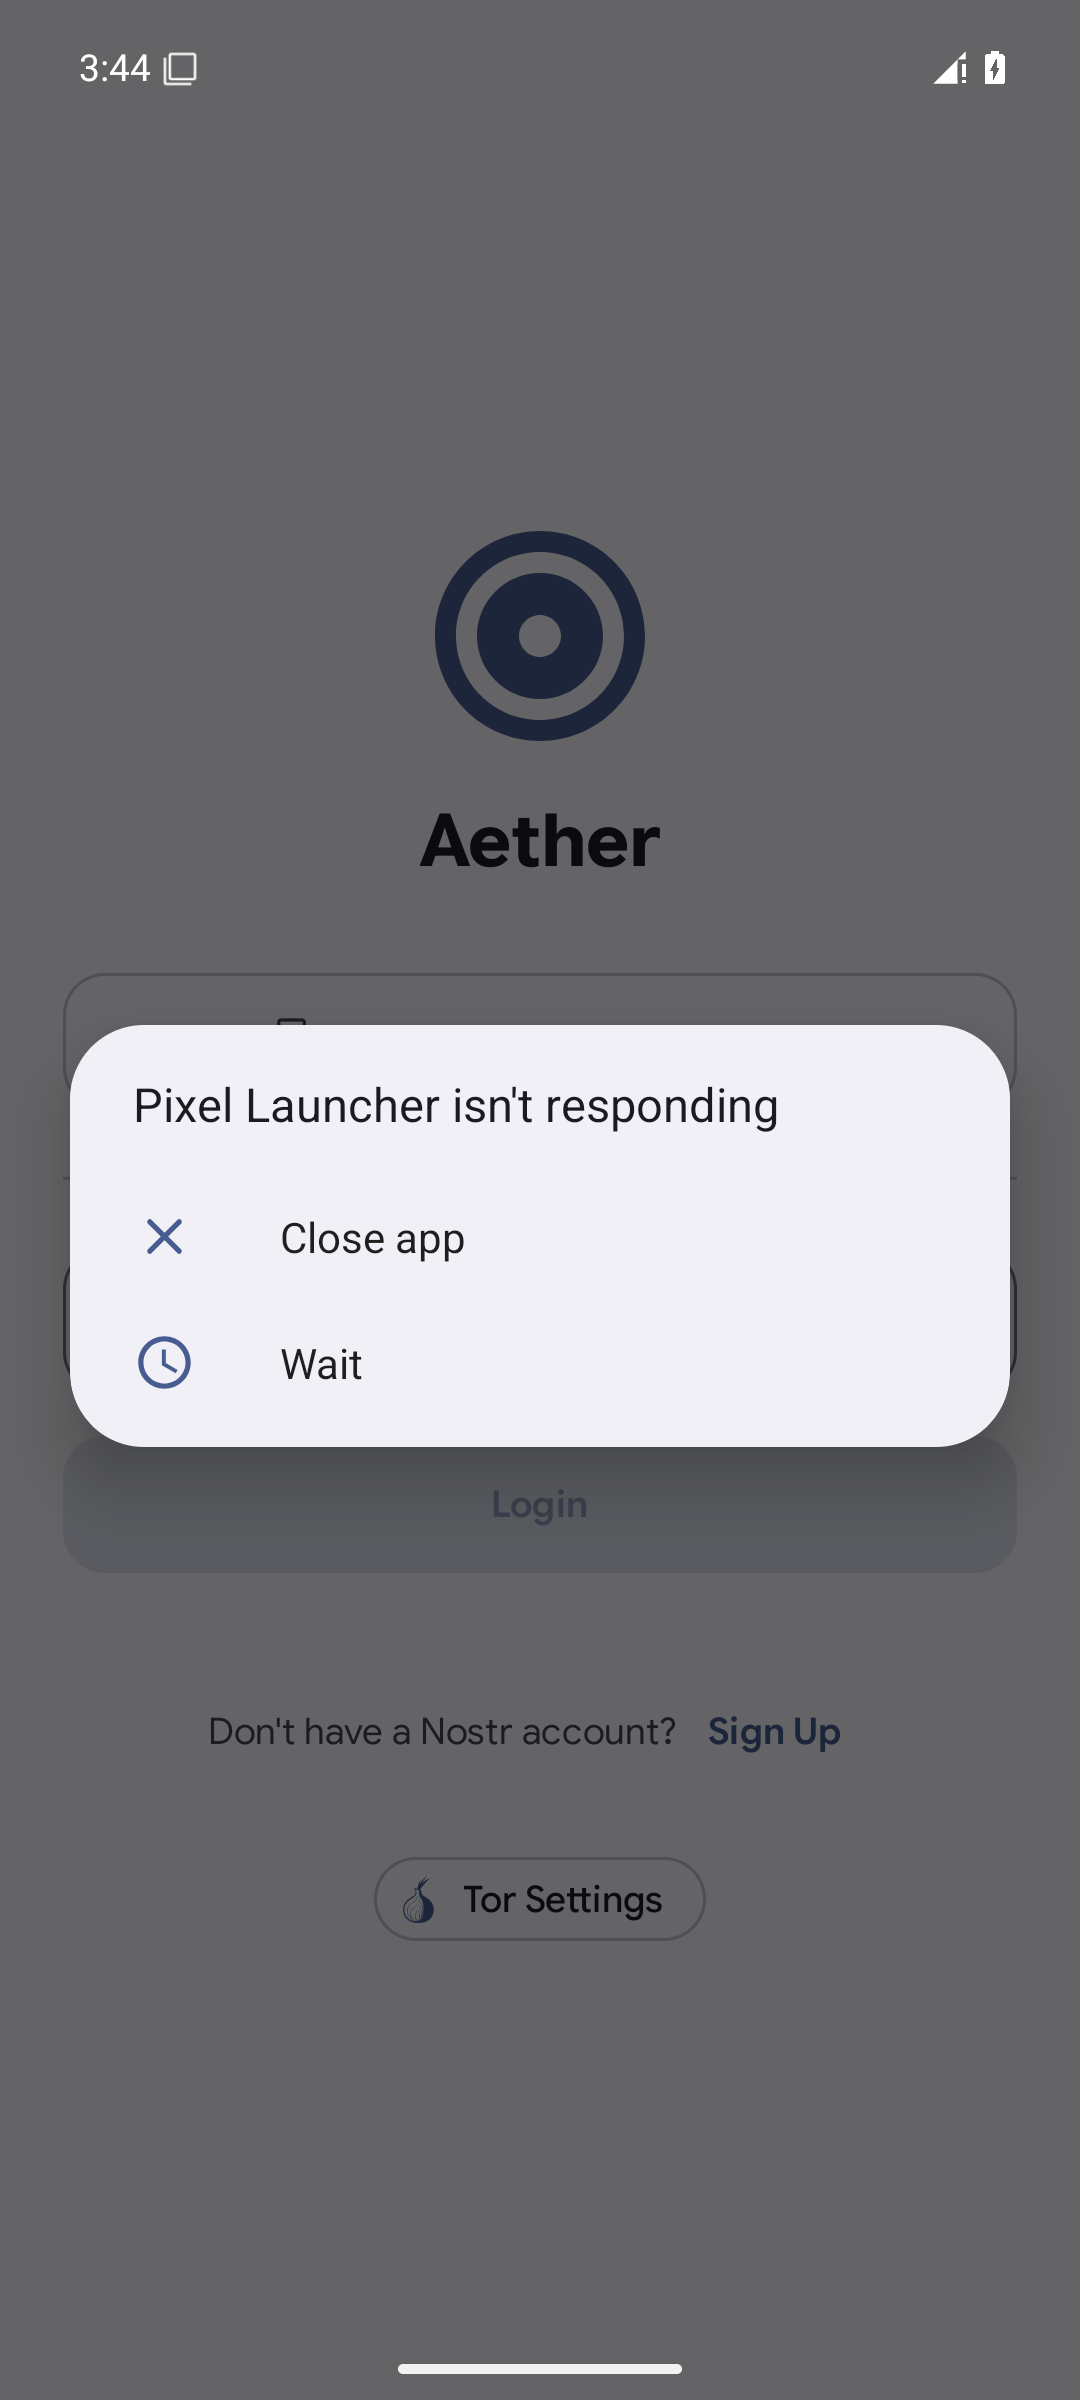 3:44
Aether
Pixel Launcher isn't responding
Close app
Wait
Login
Don't have a Nostr account? Sign Up
Tor Settings